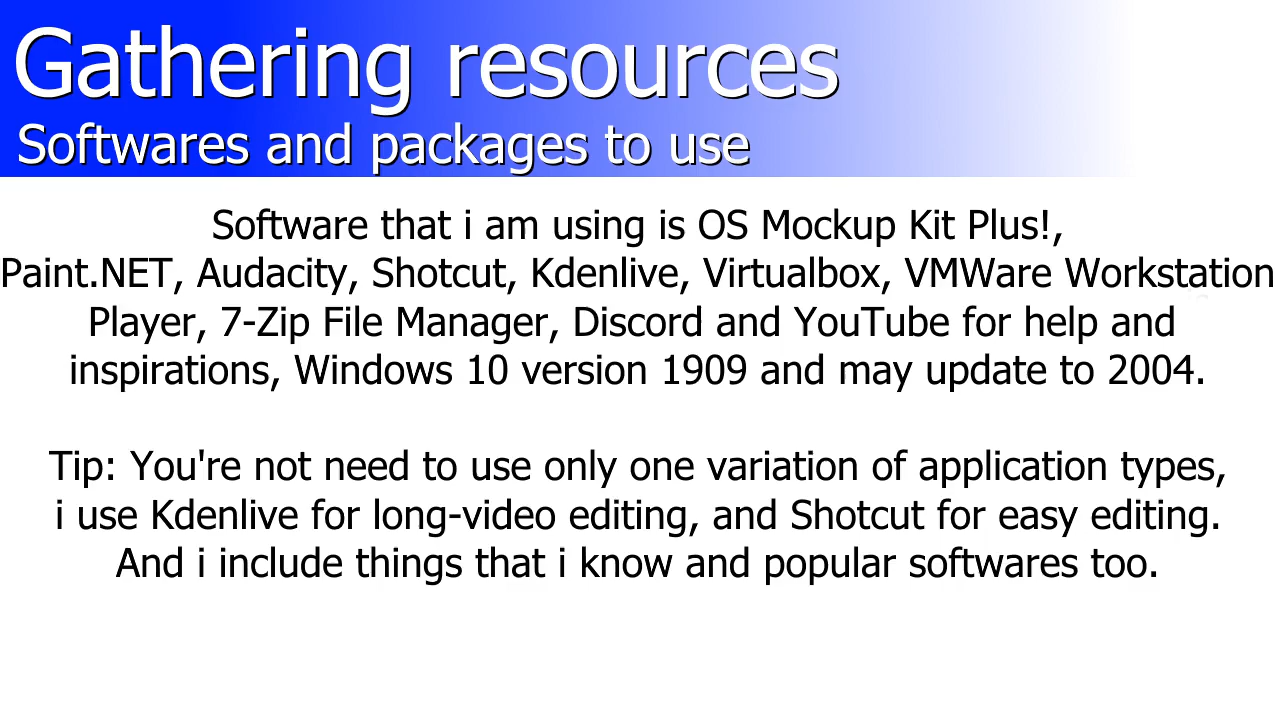 Gathering resources
Softwares and packages to use
Software that i am using is OS Mockup Kit Plus!,
Paint.NET, Audacity, Shotcut, Kdenlive, Virtualbox, VMWare Workstation
Player, 7-Zip File Manager, Discord and YouTube for help and
inspirations, Windows 10 version 1909 and may update to 2004.
Tip: You're not need to use only one variation of application types,
i use Kdenlive for long-video editing, and Shotcut for easy editing.
And i include things that i know and popular softwares too.